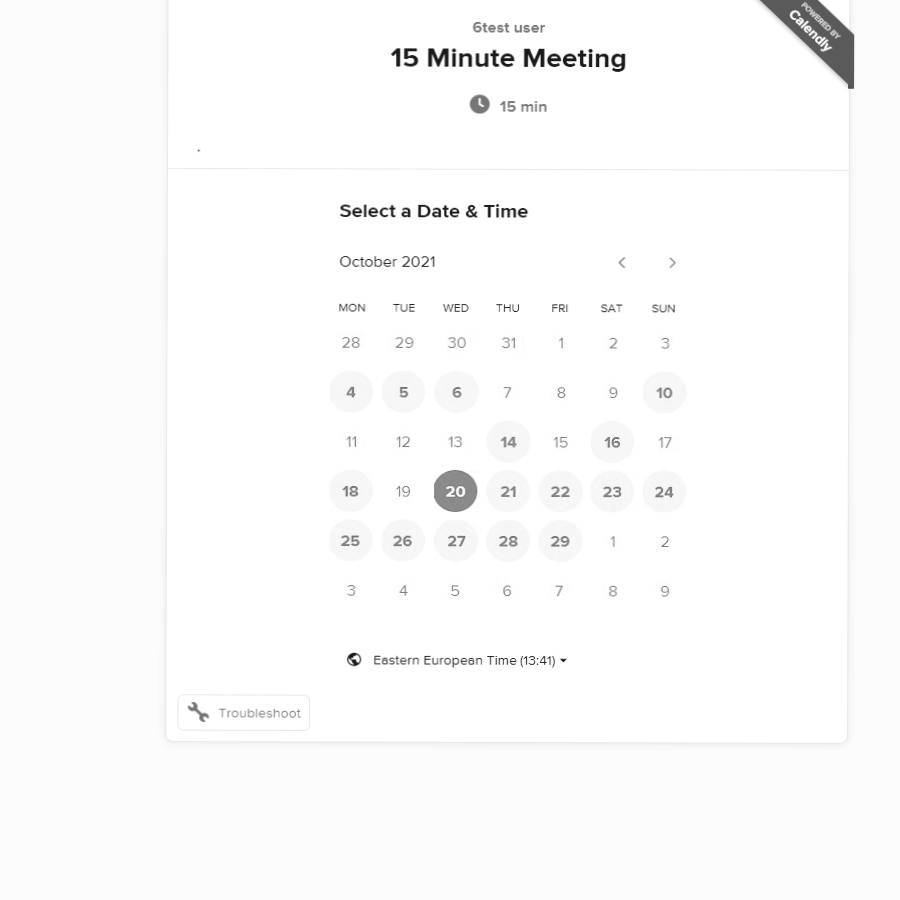 POWERED BY
Calendly
6test user
15 Minute Meeting
15 min
.
Select a Date & Time
October 2021
MON TUE WED THU FRI SAT SUN
28 29 30 31 1 2 3
4 5 6 7 8 9 10
11 12 13 14 15 16 17
18 19 20 21 22 23 24
25 26 27 28 29 1 2
3 4 5 6 7 8 9
Eastern European Time (13:41)
Troubleshoot